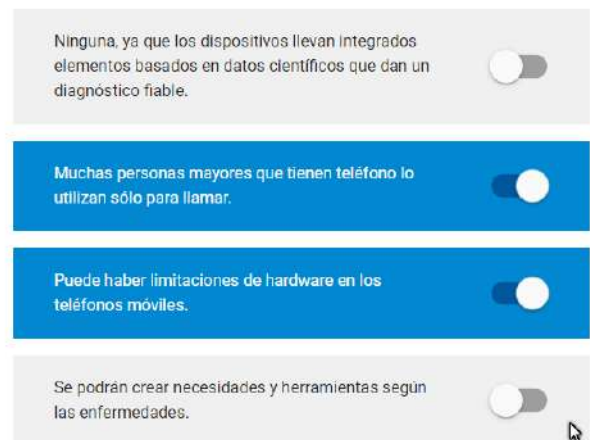 Ninguna, ya que los dispositivos llevan integrados
elementos basados en datos científicos que dan un
diagnóstico fiable.
Muchas personas mayores que tienen teléfono lo
utilizan sólo para llamar.
Puede haber limitaciones de hardware en los
teléfonos móviles.
Se podrán crear necesidades y herramientas según
las enfermedades.